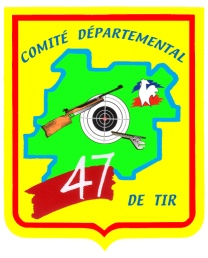 COMITÉ DÉPARTEMENTAL
47
DE TIR